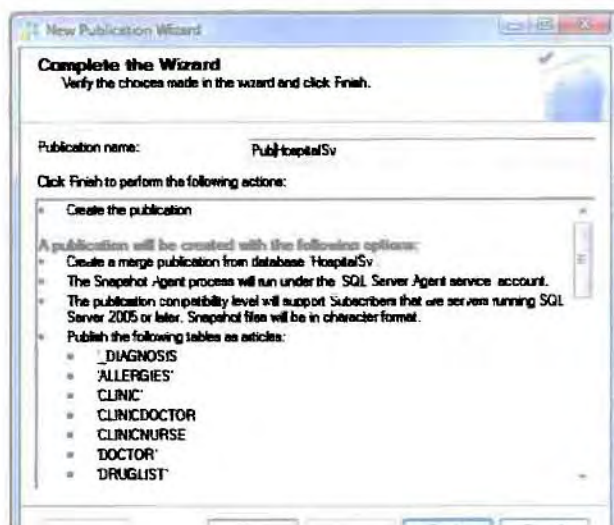 New Publication Wizard
Complete the Wizard
Verify the choices made in the wizard and click Finish.
Publication name:
PubHospitalSv
Click Finish to perform the following actions:
Create the publication
A publication will be created with the following options:
Create a merge publication from database 'HospitalSv'.
The Snapshot Agent process will run under the SQL Server Agent service account.
The publication compatibility level will support Subscribers that are servers running SQL
Server 2005 or later. Snapshot files will be in character format.
Publish the following tables as articles:
'_DIAGNOSIS'
'ALLERGIES'
'CLINIC'
'CLINICDOCTOR'
'CLINICNURSE'
'DOCTOR'
'DRUGLIST'